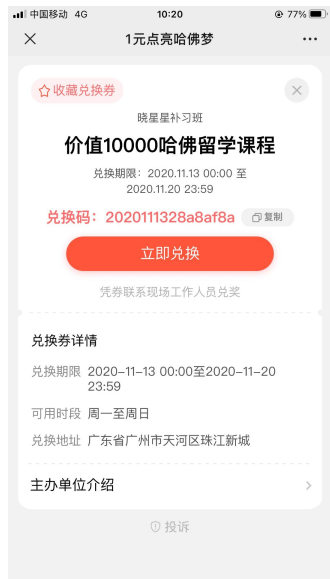 中国移动 4G 10:20 77%
1元点亮哈佛梦
收藏兑换券
晓星星补习班
价值10000哈佛留学课程
兑换期限：2020.11.13 00:00 至
2020.11.20 23:59
兑换码：2020111328a8af8a 复制
立即兑换
凭券联系现场工作人员兑奖
兑换券详情
兑换期限 2020-11-13 00:00至2020-11-20
23:59
可用时段 周一至周日
兑换地址 广东省广州市天河区珠江新城
主办单位介绍
投诉